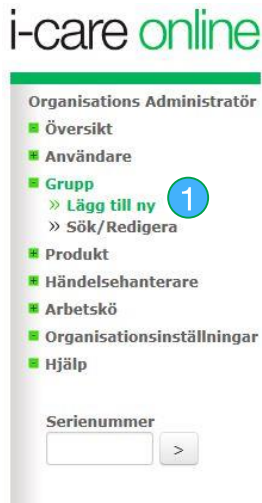 i-care online
Organisations Administratör
Översikt
Användare
Grupp
» Lägg till ny
1
» Sök/Redigera
Produkt
Händelsehanterare
Arbetskö
Organisationsinställningar
Hjälp
Serienummer
>